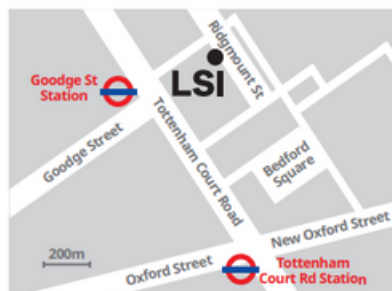 Ridgmount St
Goodge St
Station
LSI
Tottenham Court Road
Goodge Street
Bedford
Square
200m
New Oxford Street
Oxford Street
Tottenham
Court Rd Station